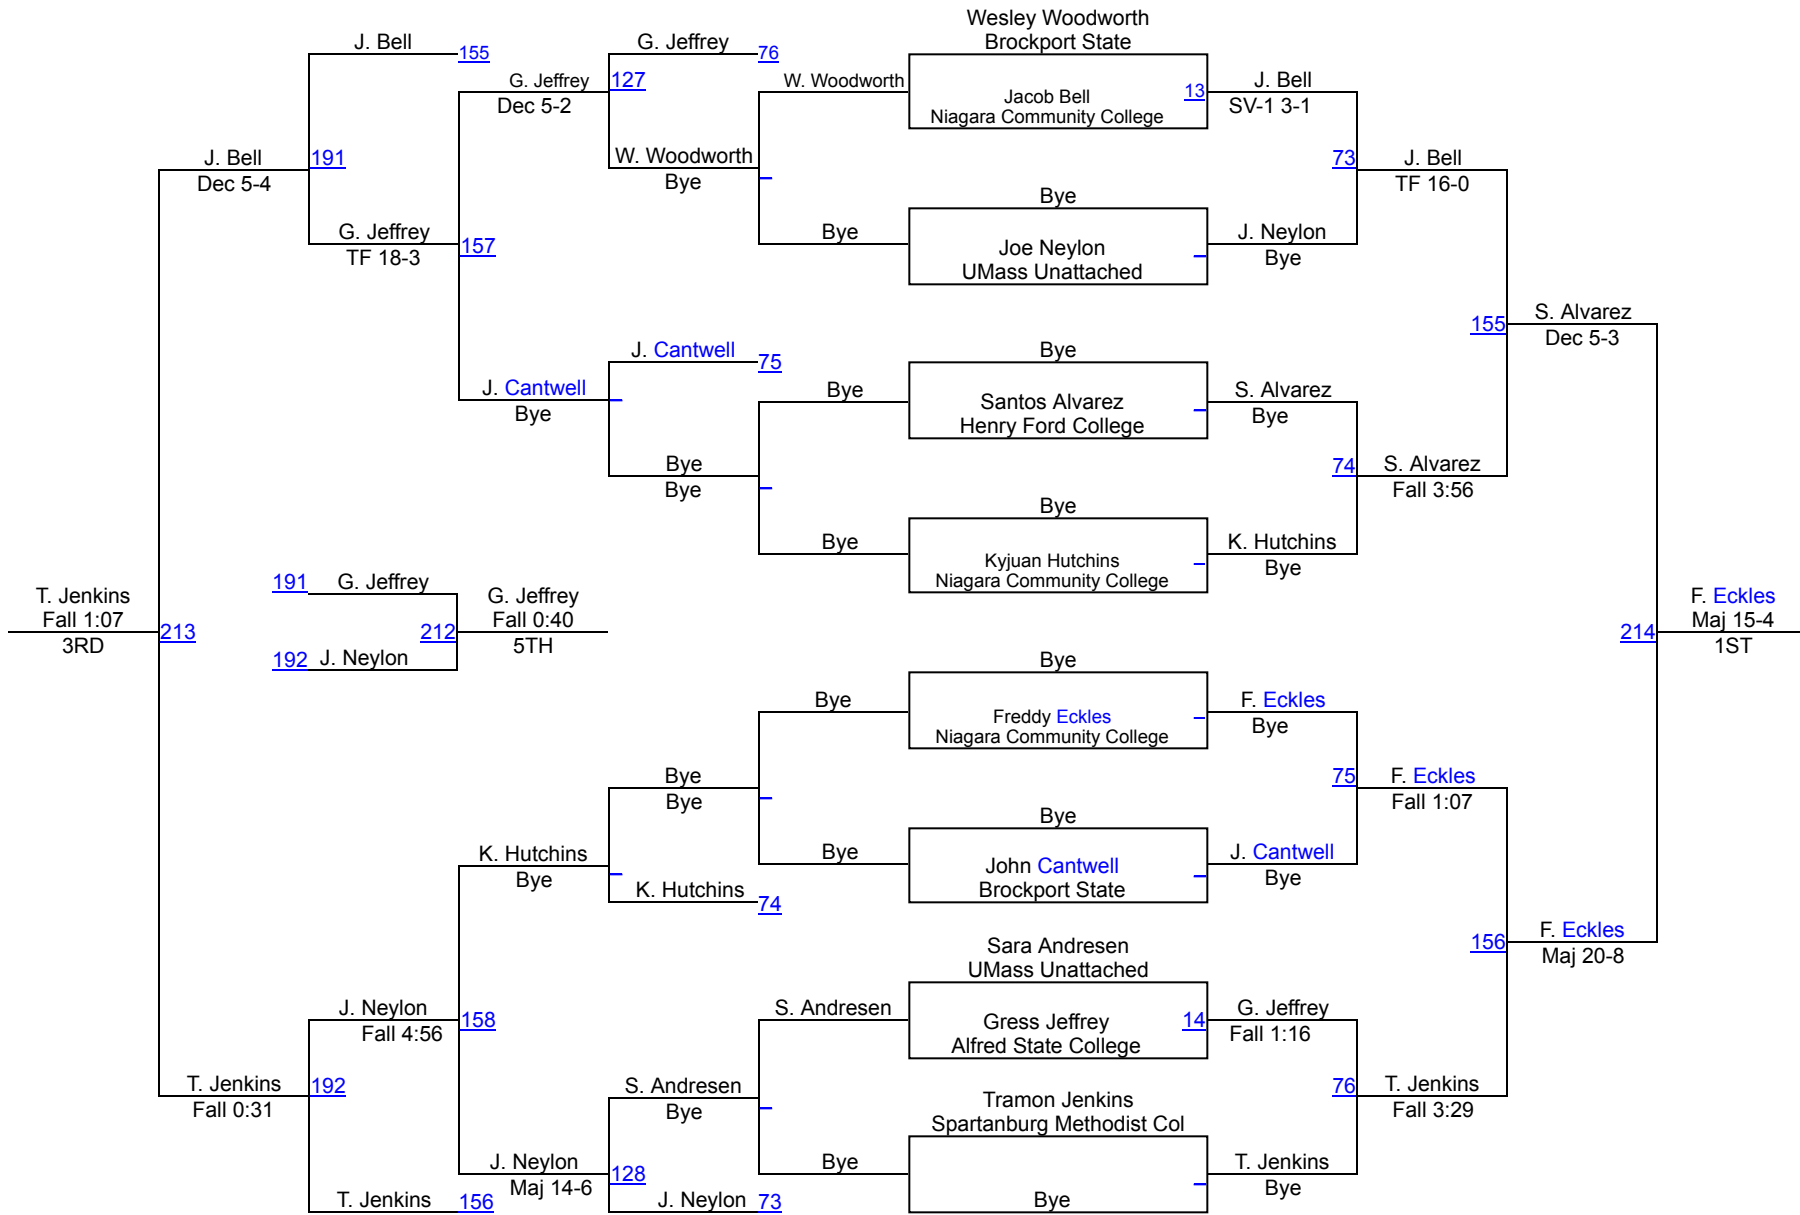 Wesley Woodworth
Brockport State
J. Bell
155
G. Jeffrey
76
G. Jeffrey
127
Dec 5-2
W. Woodworth
Jacob Bell
Niagara Community College
13
J. Bell
SV-1 3-1
J. Bell
191
Dec 5-4
W. Woodworth
Bye
73
J. Bell
TF 16-0
Bye
G. Jeffrey
157
TF 18-3
Bye
Joe Neylon
UMass Unattached
J. Neylon
Bye
155
S. Alvarez
Dec 5-3
J. Cantwell
75
Bye
J. Cantwell
Bye
Bye
Santos Alvarez
Henry Ford College
S. Alvarez
Bye
Bye
Bye
74
S. Alvarez
Fall 3:56
Bye
Bye
Kyjuan Hutchins
Niagara Community College
K. Hutchins
Bye
191
G. Jeffrey
T. Jenkins
Fall 1:07
3RD
213
212
G. Jeffrey
Fall 0:40
5TH
192
J. Neylon
214
F. Eckles
Maj 15-4
1ST
Bye
Bye
Freddy Eckles
Niagara Community College
F. Eckles
Bye
Bye
Bye
75
F. Eckles
Fall 1:07
Bye
K. Hutchins
Bye
Bye
John Cantwell
Brockport State
J. Cantwell
Bye
K. Hutchins
74
156
F. Eckles
Maj 20-8
Sara Andresen
UMass Unattached
J. Neylon
158
Fall 4:56
S. Andresen
Gress Jeffrey
Alfred State College
14
G. Jeffrey
Fall 1:16
T. Jenkins
192
Fall 0:31
S. Andresen
Bye
Tramon Jenkins
Spartanburg Methodist Col
76
T. Jenkins
Fall 3:29
J. Neylon
128
Maj 14-6
Bye
T. Jenkins
Bye
T. Jenkins
156
J. Neylon
73
Bye